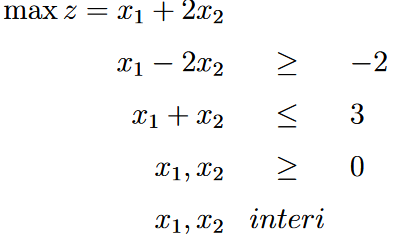 max z = x₁ + 2x₂
x₁ − 2x₂ ≥ −2
x₁ + x₂ ≤ 3
x₁, x₂ ≥ 0
x₁, x₂ interi